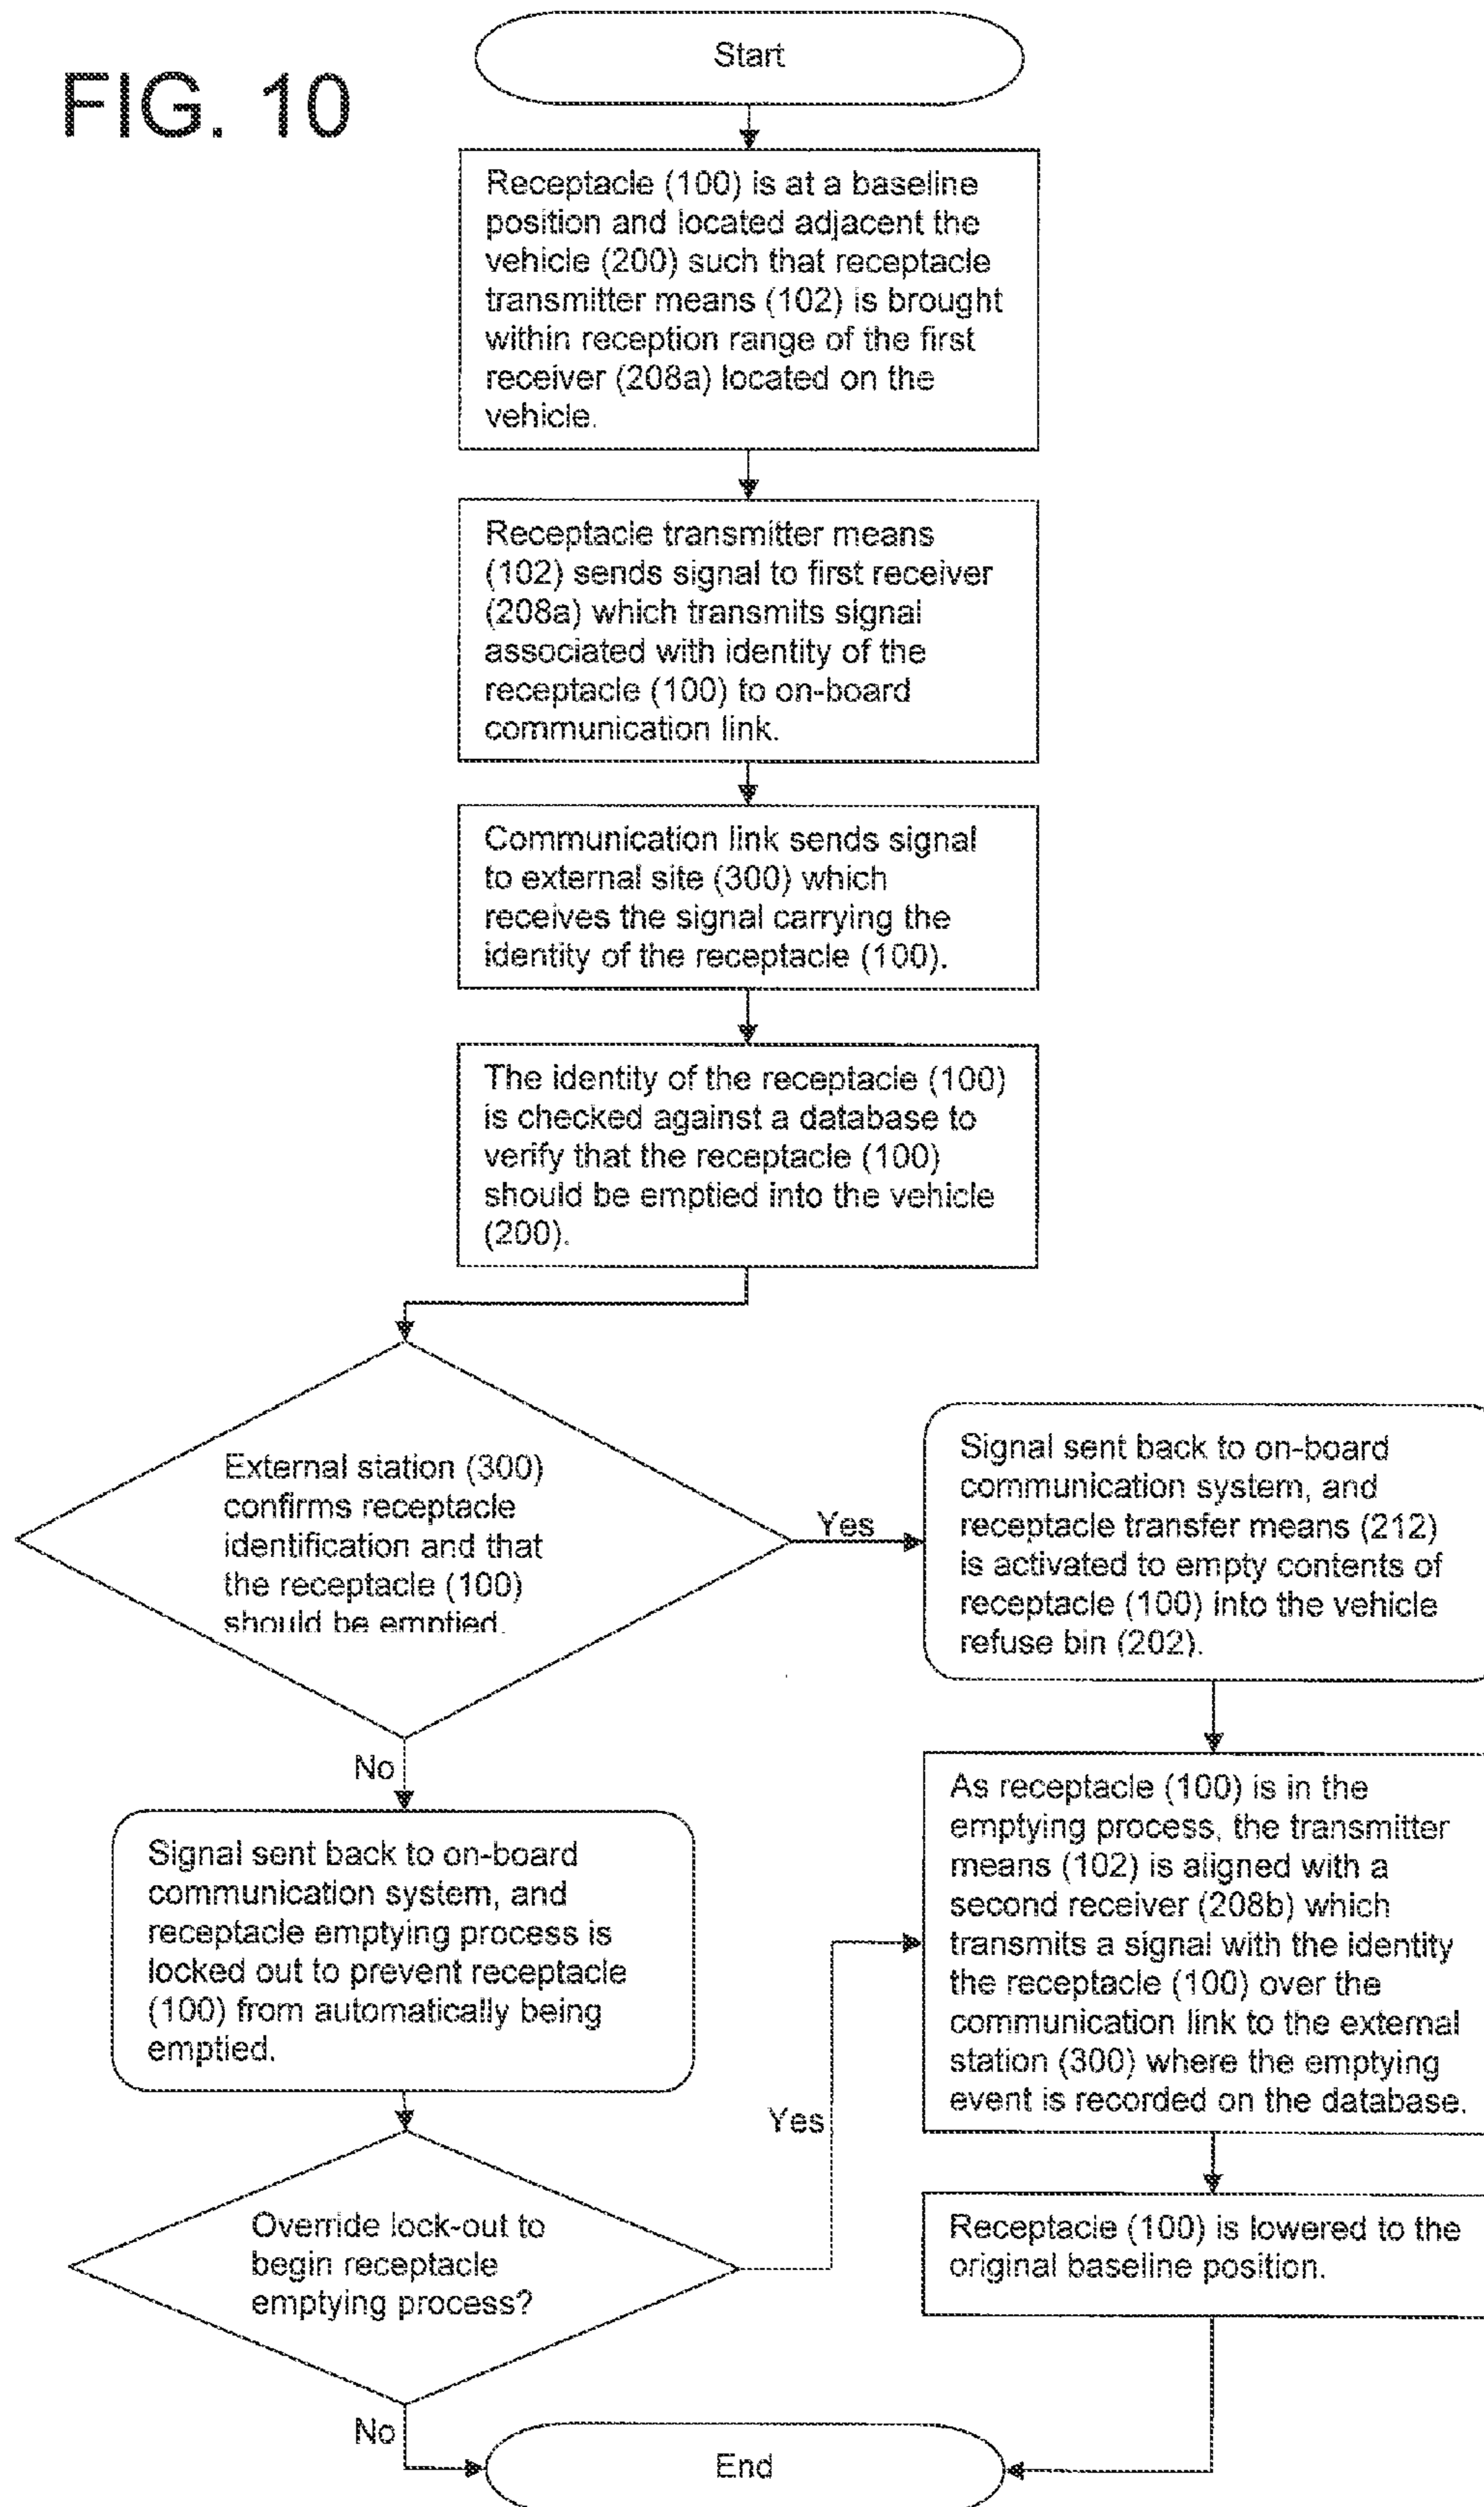 FIG. 10
Start
Receptacle (100) is at a baseline
position and located adjacent the
vehicle (200) such that receptacle
transmitter means (102) is brought
within reception range of the first
receiver (208a) located on the
vehicle.
Receptacle transmitter means
(102) sends signal to first receiver
(208a) which transmits signal
associated with identity of the
receptacle (100) to on-board
communication link.
Communication link sends signal
to external site (300) which
receives the signal carrying the
identity of the receptacle (100).
The identity of the receptacle (100)
is checked against a database to
verify that the receptacle (100)
should be emptied into the vehicle
(200).
External station (300)
confirms receptacle
identification and that
the receptacle (100)
should be emptied.
Yes
Signal sent back to on-board
communication system, and
receptacle transfer means (212)
is activated to empty contents of
receptacle (100) into the vehicle
refuse bin (202).
No
Signal sent back to on-board
communication system, and
receptacle emptying process is
locked out to prevent receptacle
(100) from automatically being
emptied.
As receptacle (100) is in the
emptying process, the transmitter
means (102) is aligned with a
second receiver (208b) which
transmits a signal with the identity
the receptacle (100) over the
communication link to the external
station (300) where the emptying
event is recorded on the database.
Override lock-out to
begin receptacle
emptying process?
Yes
Receptacle (100) is lowered to the
original baseline position.
No
End